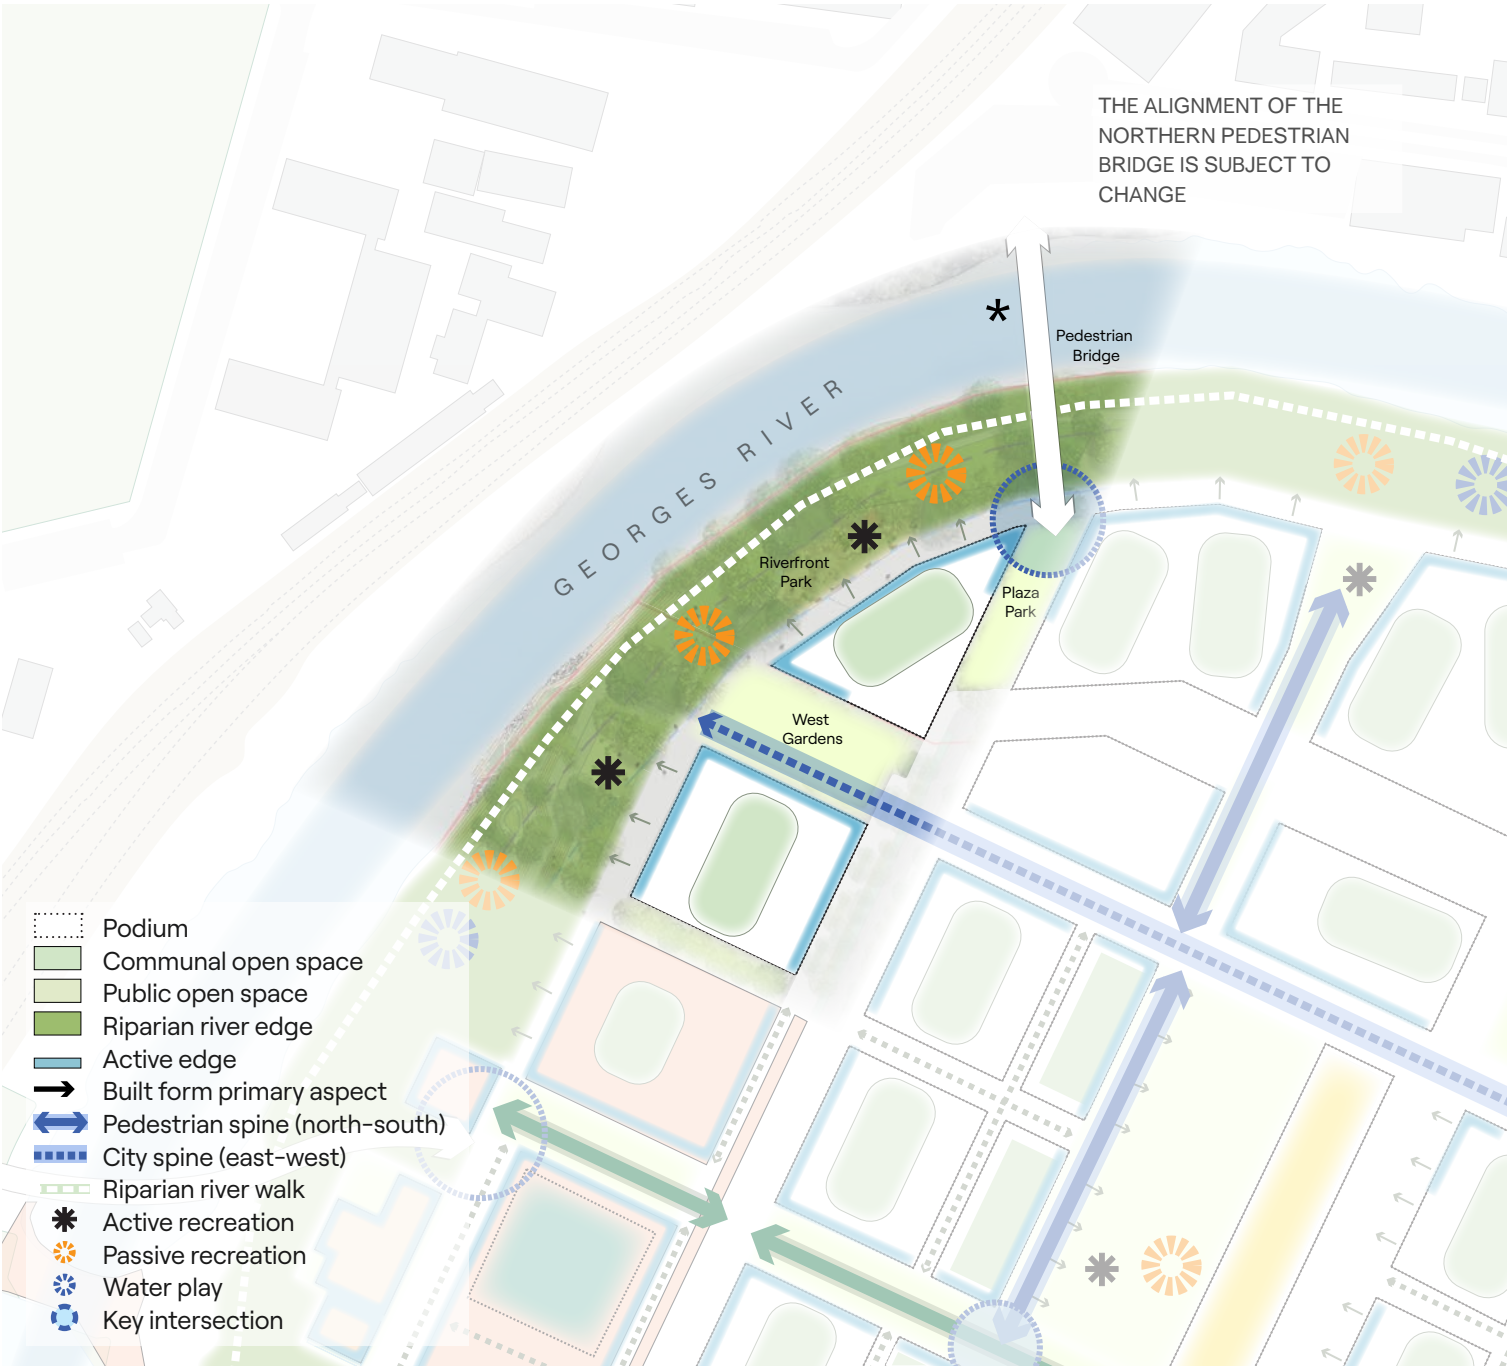 THE ALIGNMENT OF THE
NORTHERN PEDESTRIAN
BRIDGE IS SUBJECT TO
CHANGE
*
Pedestrian
Bridge
GEORGES RIVER
Riverfront
Park
Plaza
Park
West
Gardens
Podium
Communal open space
Public open space
Riparian river edge
Active edge
Built form primary aspect
Pedestrian spine (north-south)
City spine (east-west)
Riparian river walk
Active recreation
Passive recreation
Water play
Key intersection